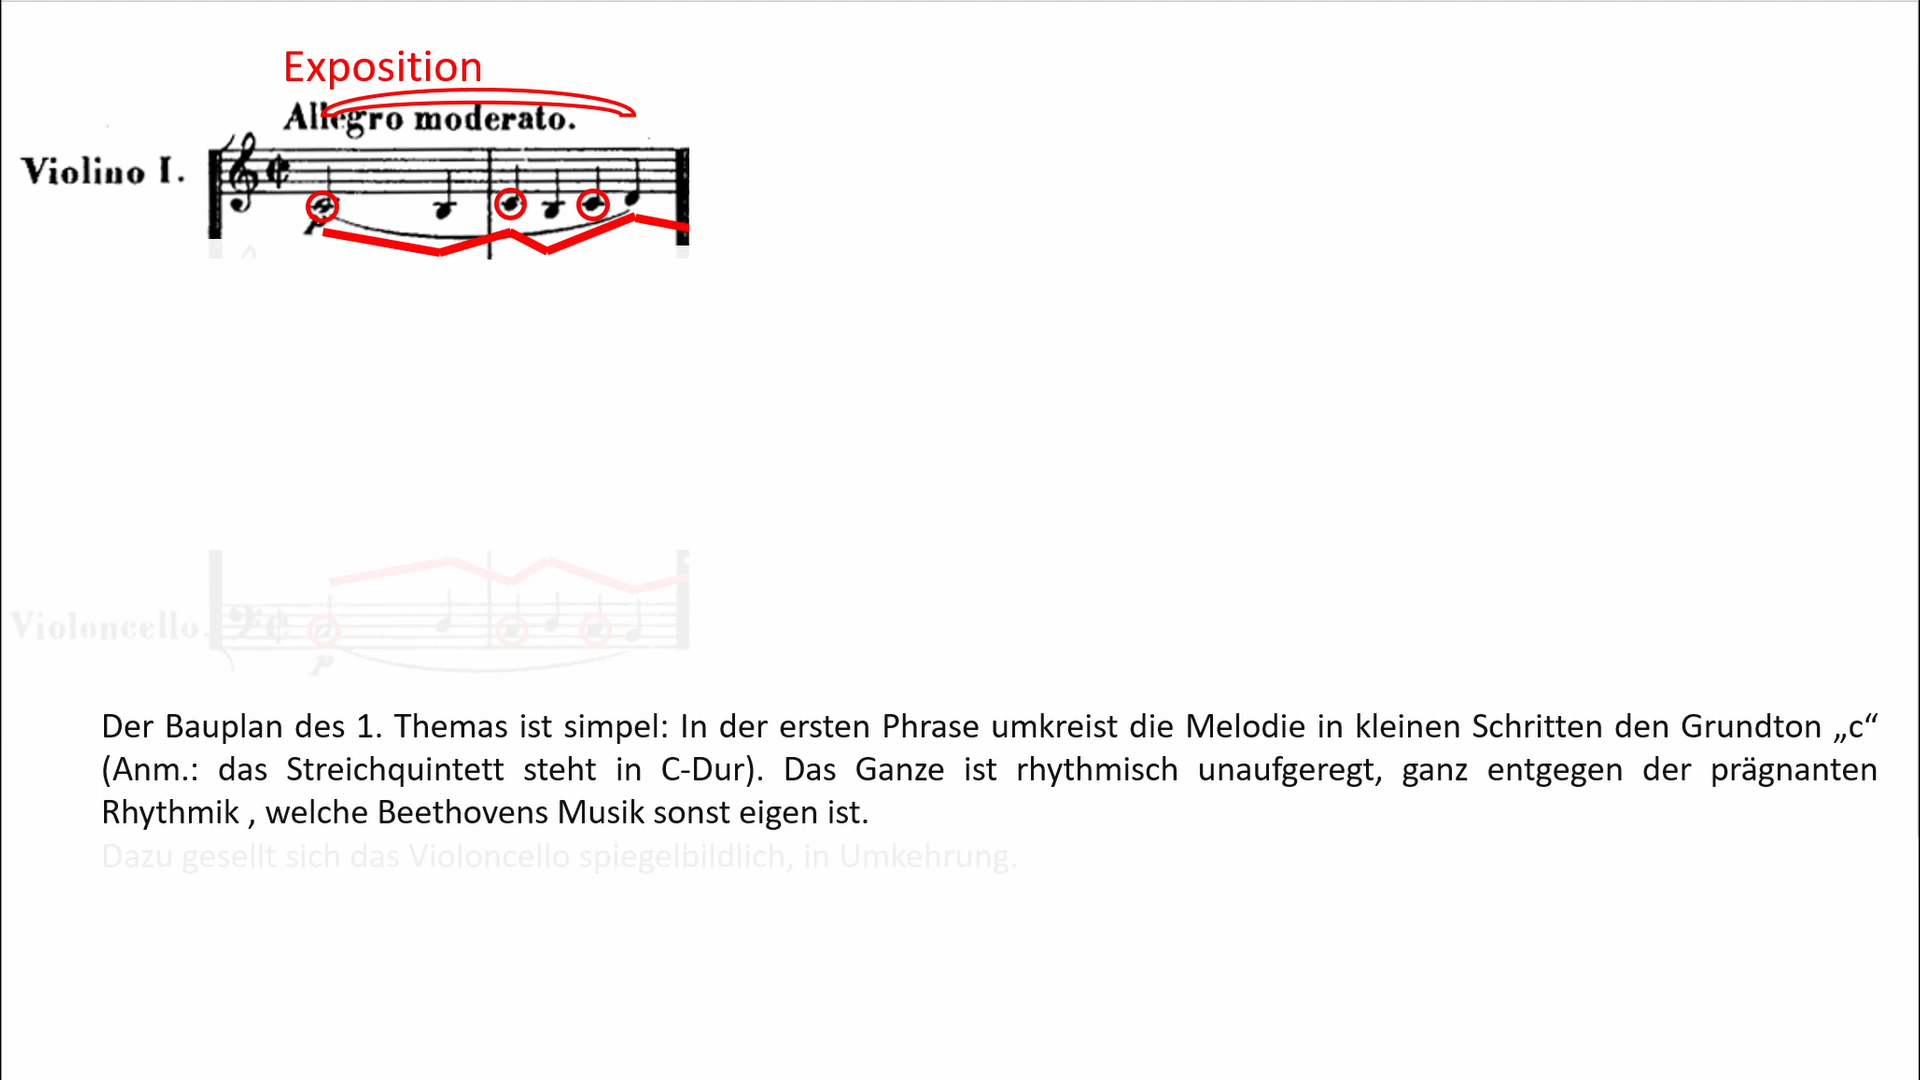 Exposition
Allegro moderato.
Violino I.
p
Violoncello.
p
Der Bauplan des 1. Themas ist simpel: In der ersten Phrase umkreist die Melodie in kleinen Schritten den Grundton „c“
(Anm.: das Streichquintett steht in C-Dur). Das Ganze ist rhythmisch unaufgeregt, ganz entgegen der prägnanten
Rhythmik , welche Beethovens Musik sonst eigen ist.
Dazu gesellt sich das Violoncello spiegelbildlich, in Umkehrung.